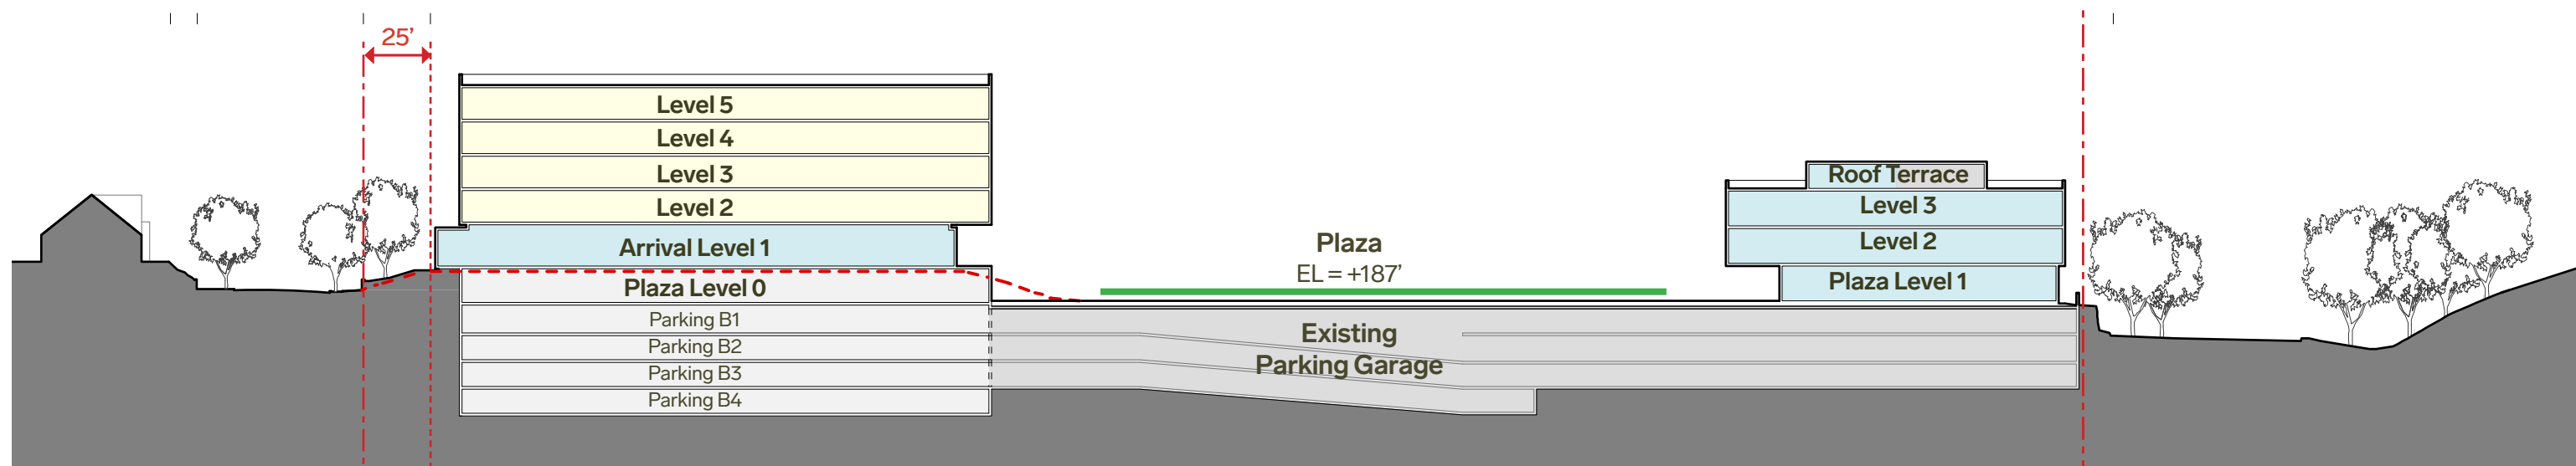 25’
Level 5
Level 4
Level 3
Level 2
Arrival Level 1
Plaza Level 0
Parking B1
Parking B2
Parking B3
Parking B4
Plaza
EL = +187’
Existing
Parking Garage
Roof Terrace
Level 3
Level 2
Plaza Level 1